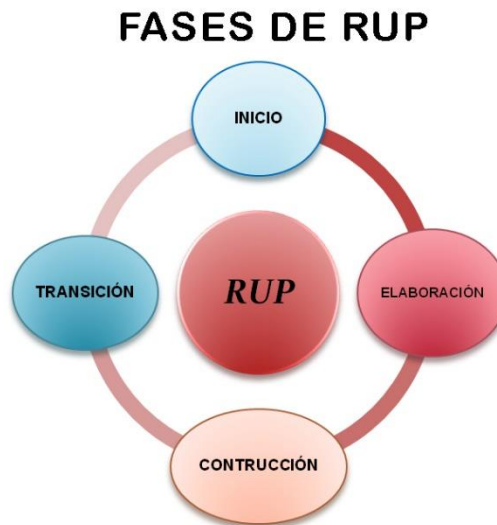 FASES DE RUP
INICIO
TRANSICIÓN
RUP
ELABORACIÓN
CONTRUCCIÓN